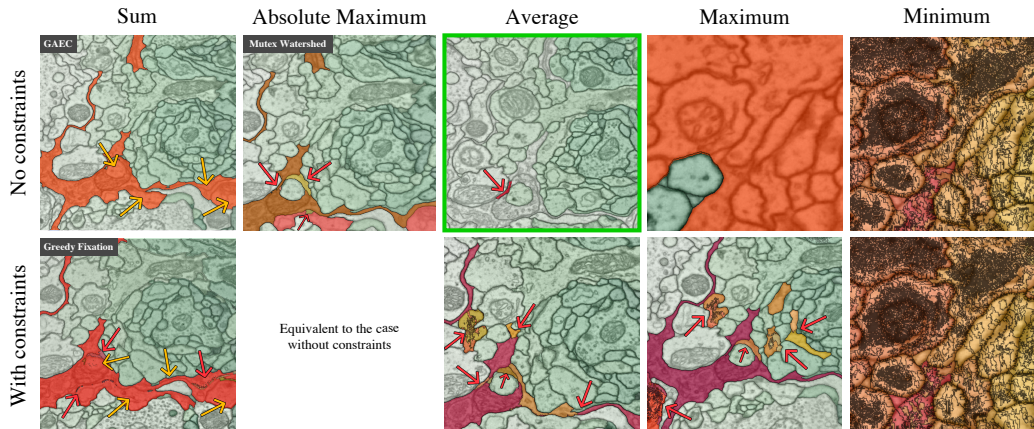 Sum
Absolute Maximum
Average
Maximum
Minimum
No constraints
GAEC
Mutex Watershed
With constraints
Greedy Fixation
Equivalent to the case
without constraints